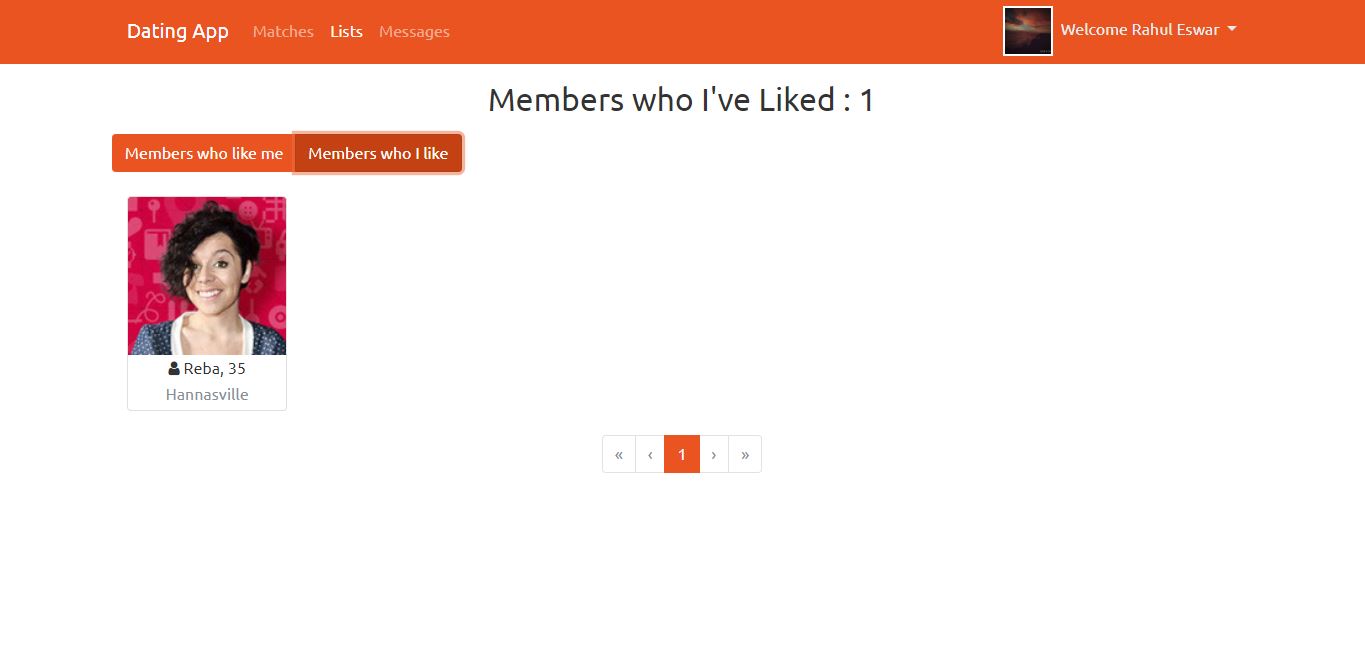 Dating App Matches Lists Messages Welcome Rahul Eswar
Members who I've Liked : 1
Members who like me Members who I like
Reba, 35
Hannasville
« ‹ 1 › »